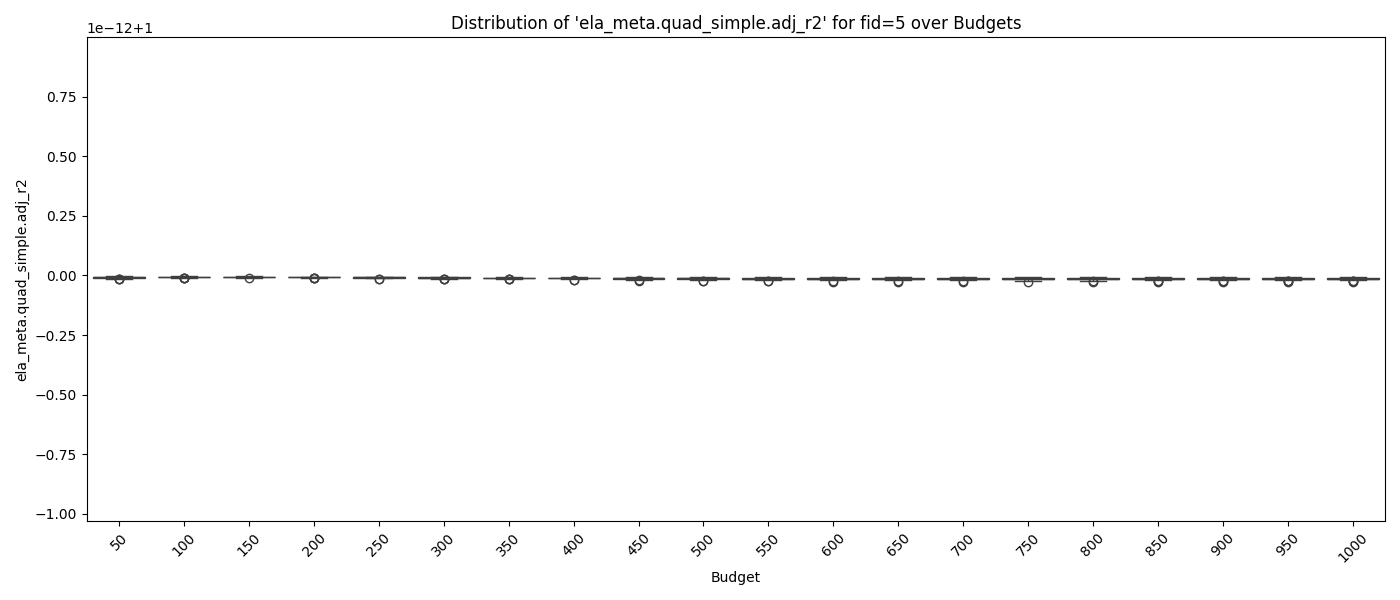 Distribution of 'ela_meta.quad_simple.adj_r2' for fid=5 over Budgets
1e−12+1
0.75
0.50
0.25
0.00
−0.25
−0.50
−0.75
−1.00
ela_meta.quad_simple.adj_r2
50 100 150 200 250 300 350 400 450 500 550 600 650 700 750 800 850 900 950 1000
Budget